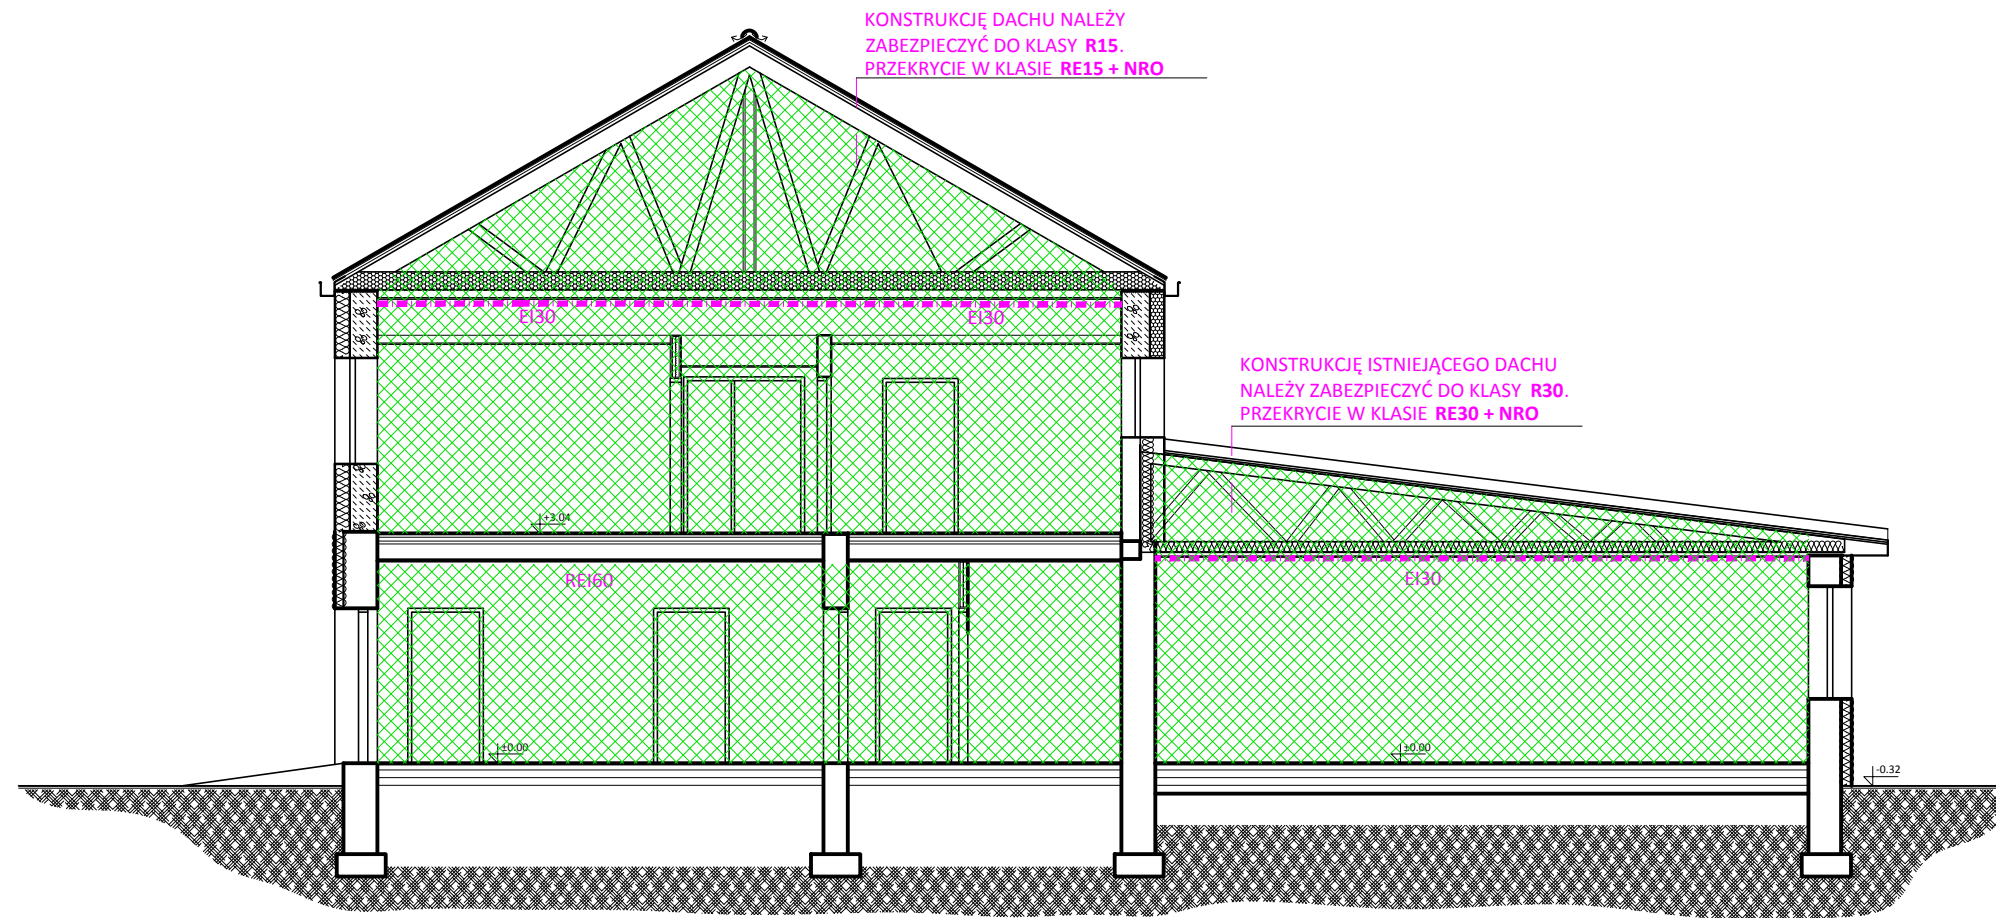 KONSTRUKCJĘ DACHU NALEŻY
ZABEZPIECZYĆ DO KLASY R15.
PRZEKRYCIE W KLASIE RE15 + NRO
EI30
EI30
KONSTRUKCJĘ ISTNIEJĄCEGO DACHU
NALEŻY ZABEZPIECZYĆ DO KLASY R30.
PRZEKRYCIE W KLASIE RE30 + NRO
+3.04
REI60
EI30
±0.00
±0.00
-0.32